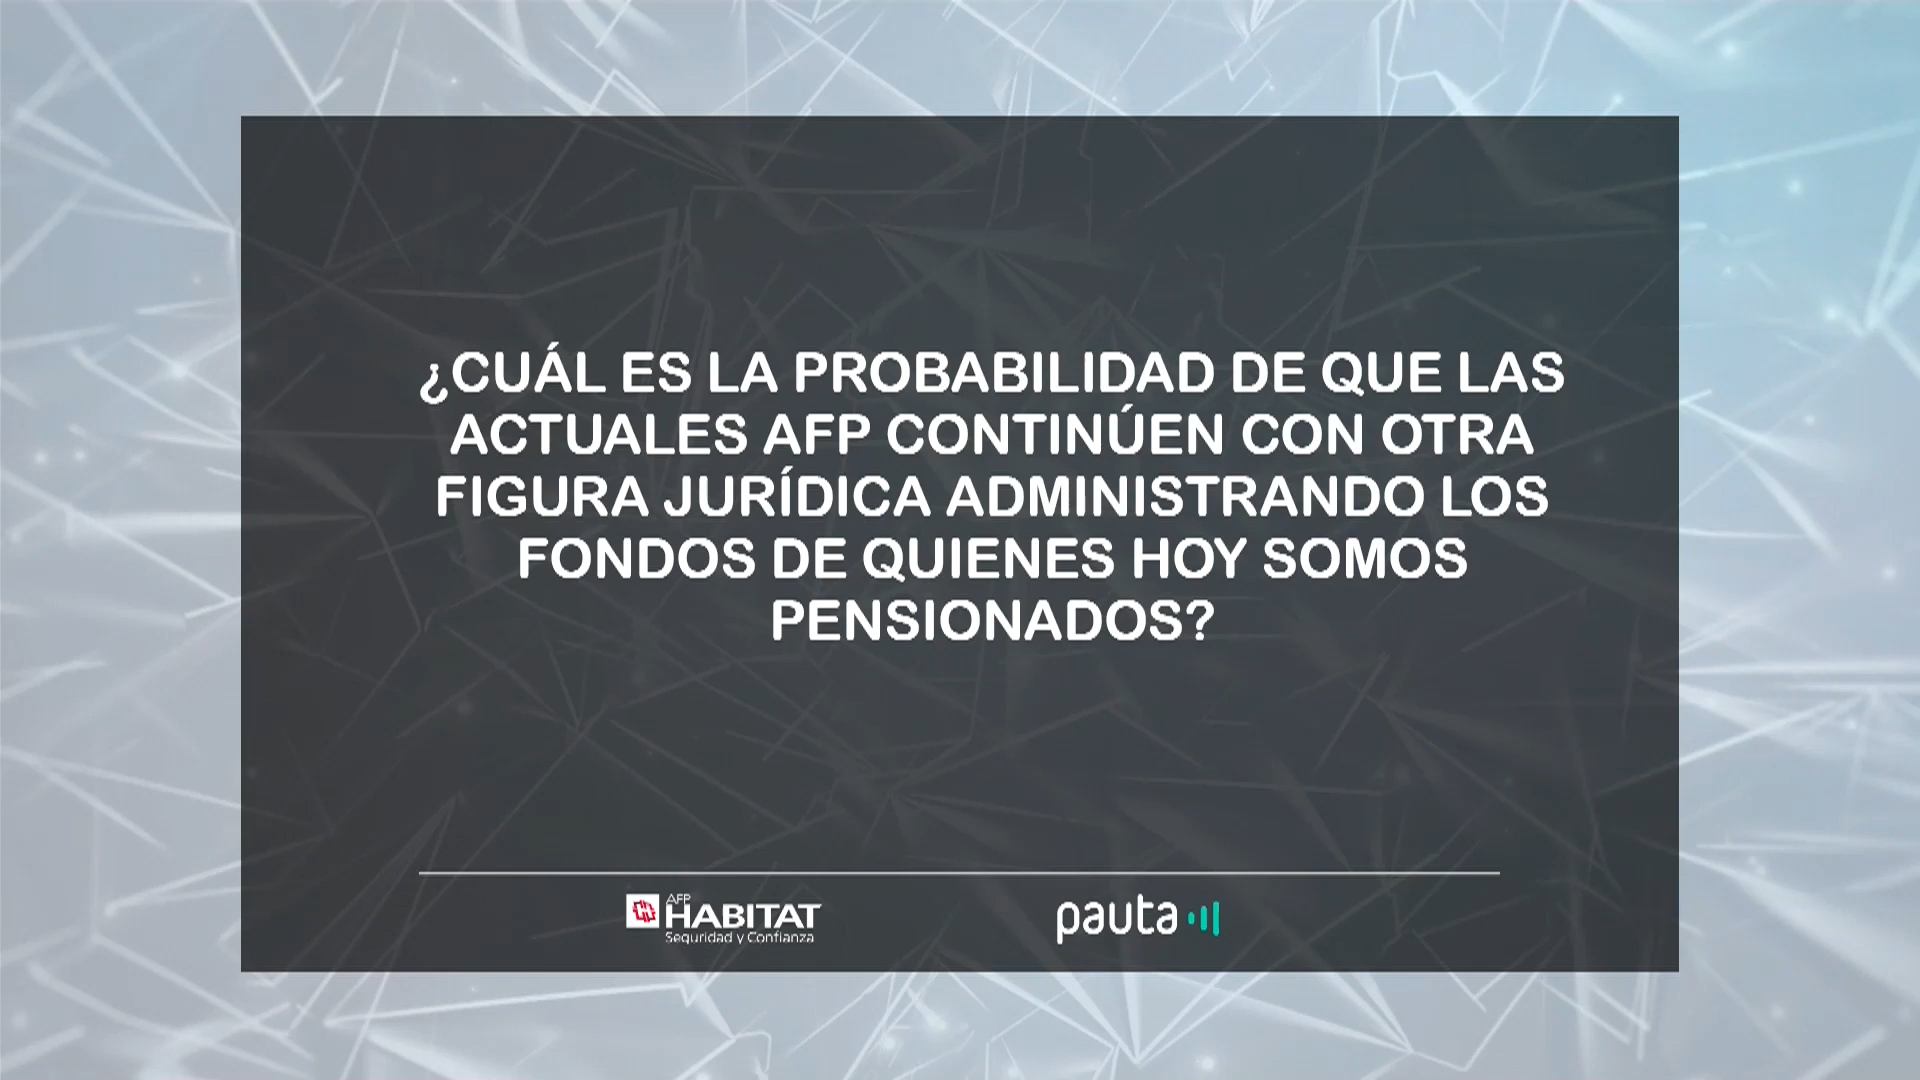 ¿CUÁL ES LA PROBABILIDAD DE QUE LAS
ACTUALES AFP CONTINÚEN CON OTRA
FIGURA JURÍDICA ADMINISTRANDO LOS
FONDOS DE QUIENES HOY SOMOS
PENSIONADOS?
AFP
HABITAT
Seguridad y Confianza
pauta